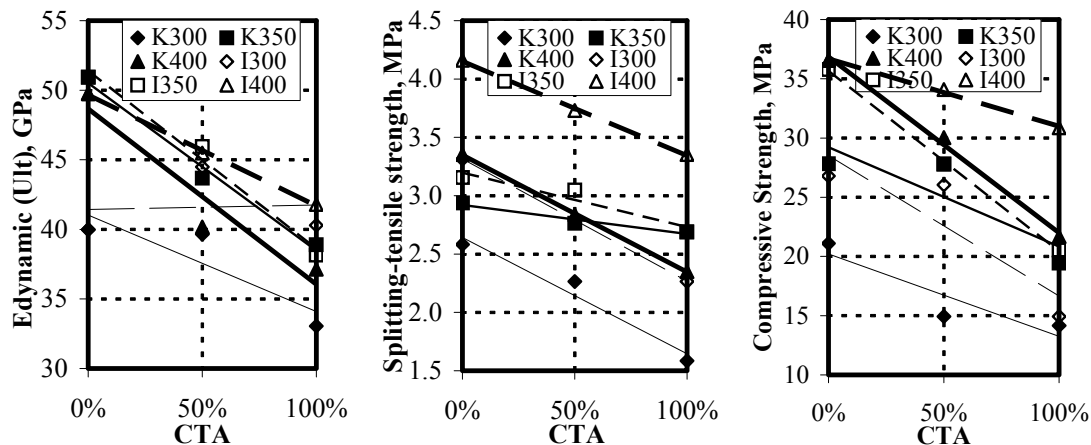 Edynamic (Ult), GPa
55
50
45
40
35
30
K300 K350
K400 I300
I350 I400
0% 50% 100%
CTA
Splitting-tensile strength, MPa
4.5
4.0
3.5
3.0
2.5
2.0
1.5
K300 K350
K400 I300
I350 I400
0% 50% 100%
CTA
Compressive Strength, MPa
40
35
30
25
20
15
10
K300 K350
K400 I300
I350 I400
0% 50% 100%
CTA